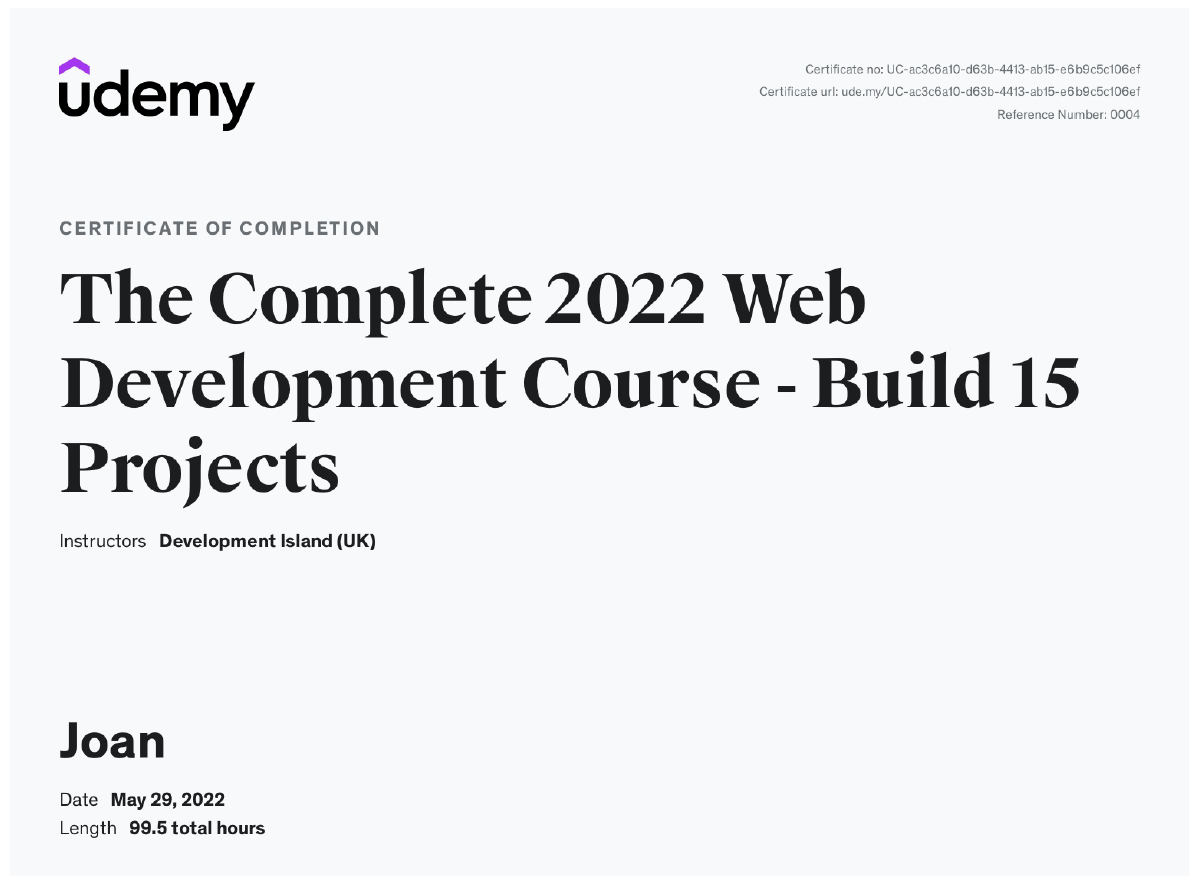 udemy
Certificate no: UC-ac3c6a10-d63b-4413-ab15-e6b9c5c106ef
Certificate url: ude.my/UC-ac3c6a10-d63b-4413-ab15-e6b9c5c106ef
Reference Number: 0004
CERTIFICATE OF COMPLETION
The Complete 2022 Web
Development Course - Build 15
Projects
Instructors Development Island (UK)
Joan
Date May 29, 2022
Length 99.5 total hours